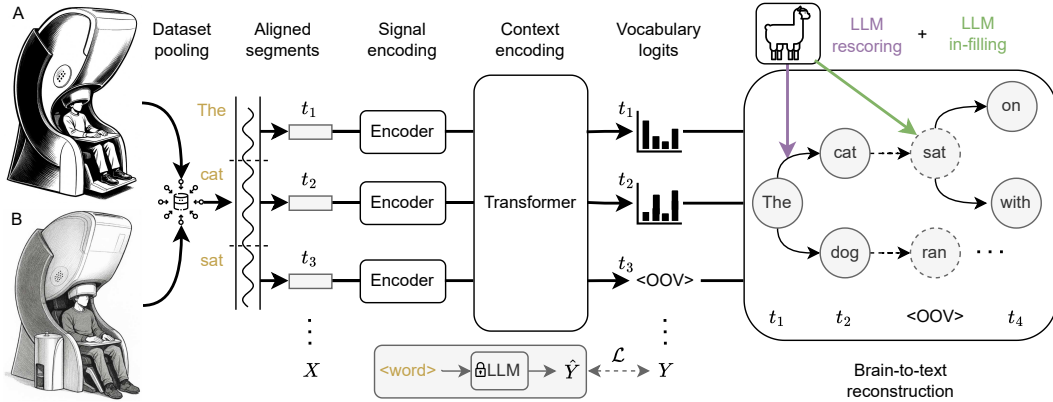 A
Dataset
pooling
Aligned
segments
Signal
encoding
Context
encoding
Vocabulary
logits
LLM
rescoring
+
LLM
in-filling
The
cat
sat
t₁
t₂
t₃
Encoder
Encoder
Encoder
Transformer
t₁
t₂
t₃
<OOV>
The
cat
dog
sat
ran
on
with
...
t₁
t₂
<OOV>
t₄
B
X
<word>
LLM
Ŷ
ℒ
Y
Brain-to-text
reconstruction